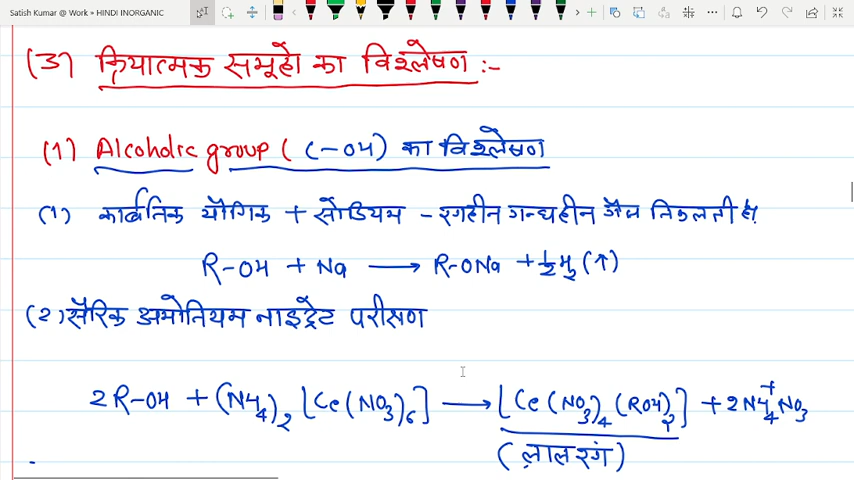 Satish Kumar @ Work » HINDI INORGANIC
(3) क्रियात्मक समूहो का विश्लेषण :-
(1) Alcoholic group ( C-OH) का विश्लेषण
(1) कार्बनिक यौगिक + सोडियम - रंगहीन गन्धहीन गैस निकलती है
R-OH + Na ⟶ R-ONa + ½H₂(↑)
(2) सैरिक अमोनियम नाइट्रेट परीक्षण
2R-OH + (NH₄)₂ [Ce(NO₃)₆] ⟶ [Ce(NO₃)₄(ROH)₂] + 2NH₄⁺NO₃
(लाल रंग)